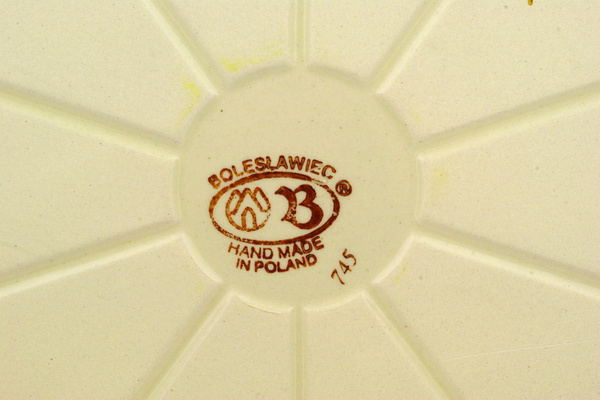 BOLESŁAWIEC ®
B
HAND MADE
IN POLAND
745